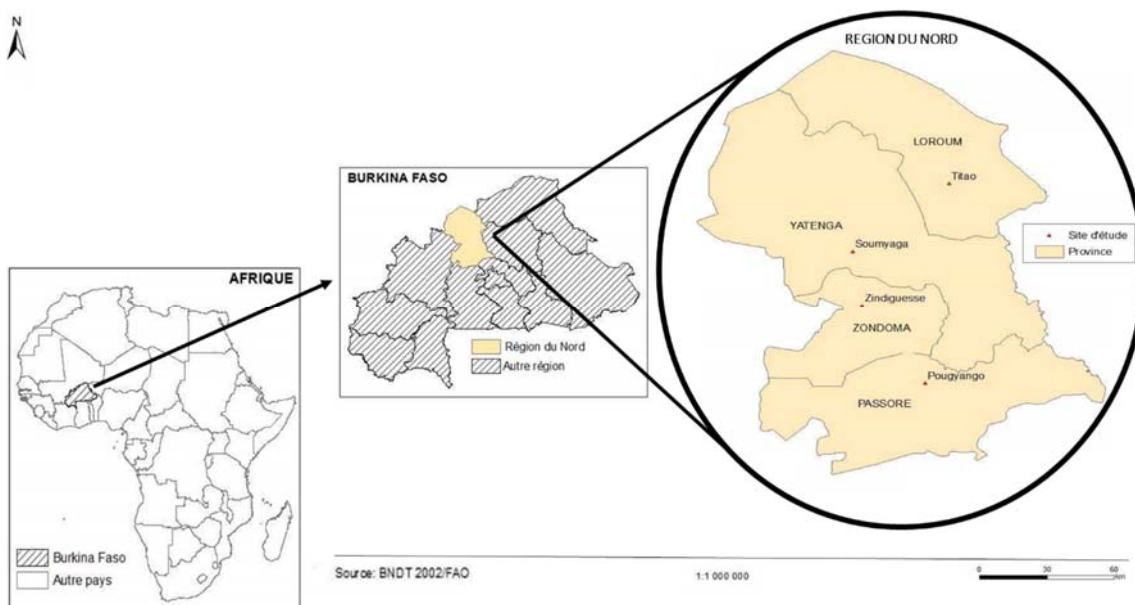 N
AFRIQUE
Burkina Faso
Autre pays
BURKINA FASO
Région du Nord
Autre région
REGION DU NORD
LOROUM
Titao
YATENGA
Soumyaga
Zindiguesse
ZONDOMA
Pougyango
PASSORE
Site d'étude
Province
Source: BNDT 2002/FAO
1:1 000 000
0 30 60
km